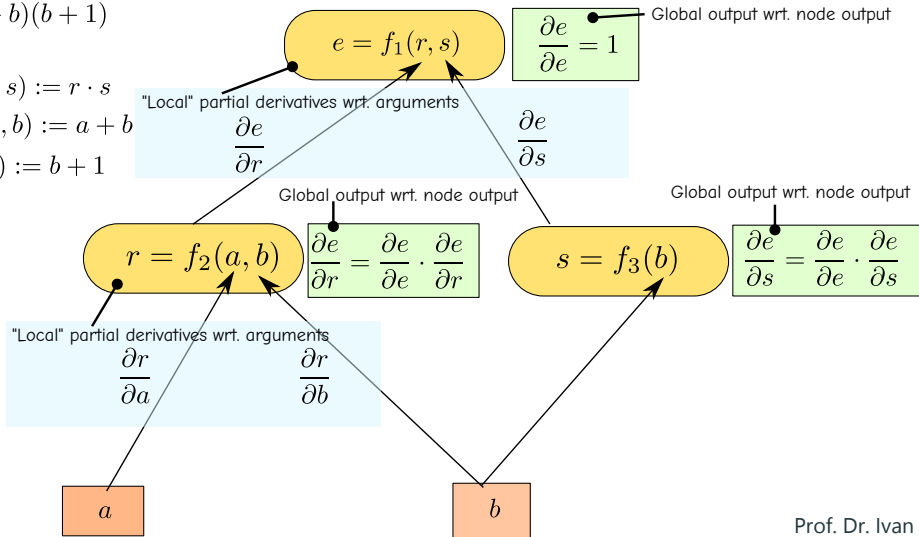 b)(b + 1)
s) := r · s
, b) := a + b
) := b + 1
e = f₁(r, s)
∂e/∂e = 1
Global output wrt. node output
"Local" partial derivatives wrt. arguments
∂e/∂r
∂e/∂s
Global output wrt. node output
Global output wrt. node output
r = f₂(a, b)
∂e/∂r = ∂e/∂e · ∂e/∂r
s = f₃(b)
∂e/∂s = ∂e/∂e · ∂e/∂s
"Local" partial derivatives wrt. arguments
∂r/∂a
∂r/∂b
a
b
Prof. Dr. Ivan